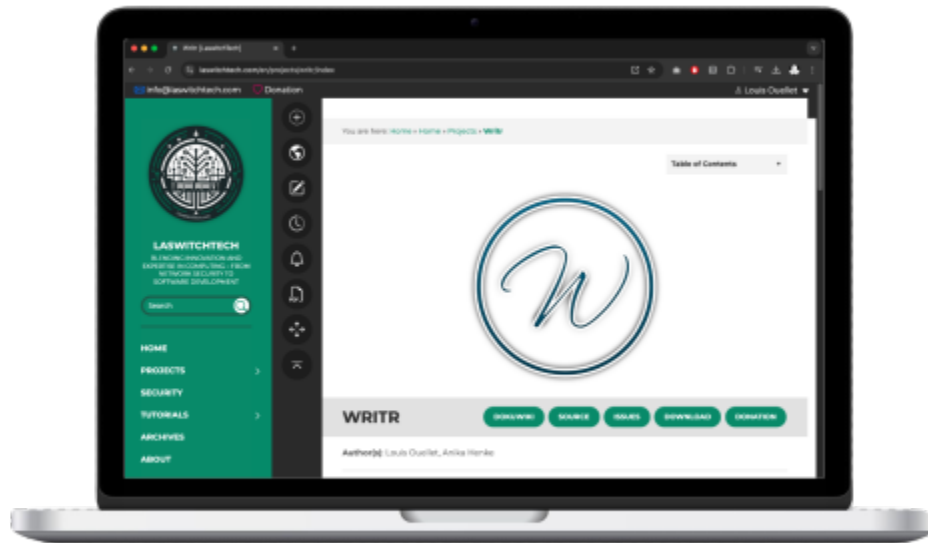 Writr [LaswitchTech]
laswitchtech.com/en/projects/writr/index
info@laswitchtech.com
Donation
Louis Ouellet
LASWITCHTECH
BLENDING INNOVATION AND
EXPERTISE IN COMPUTING - FROM
NETWORK SECURITY TO
SOFTWARE DEVELOPMENT
Search
HOME
PROJECTS
SECURITY
TUTORIALS
ARCHIVES
ABOUT
You are here: Home » Home » Projects » Writr
Table of Contents
W
WRITR
DOKUWIKI
SOURCE
ISSUES
DOWNLOAD
DONATION
Author(s) Louis Ouellet, Anika Henke